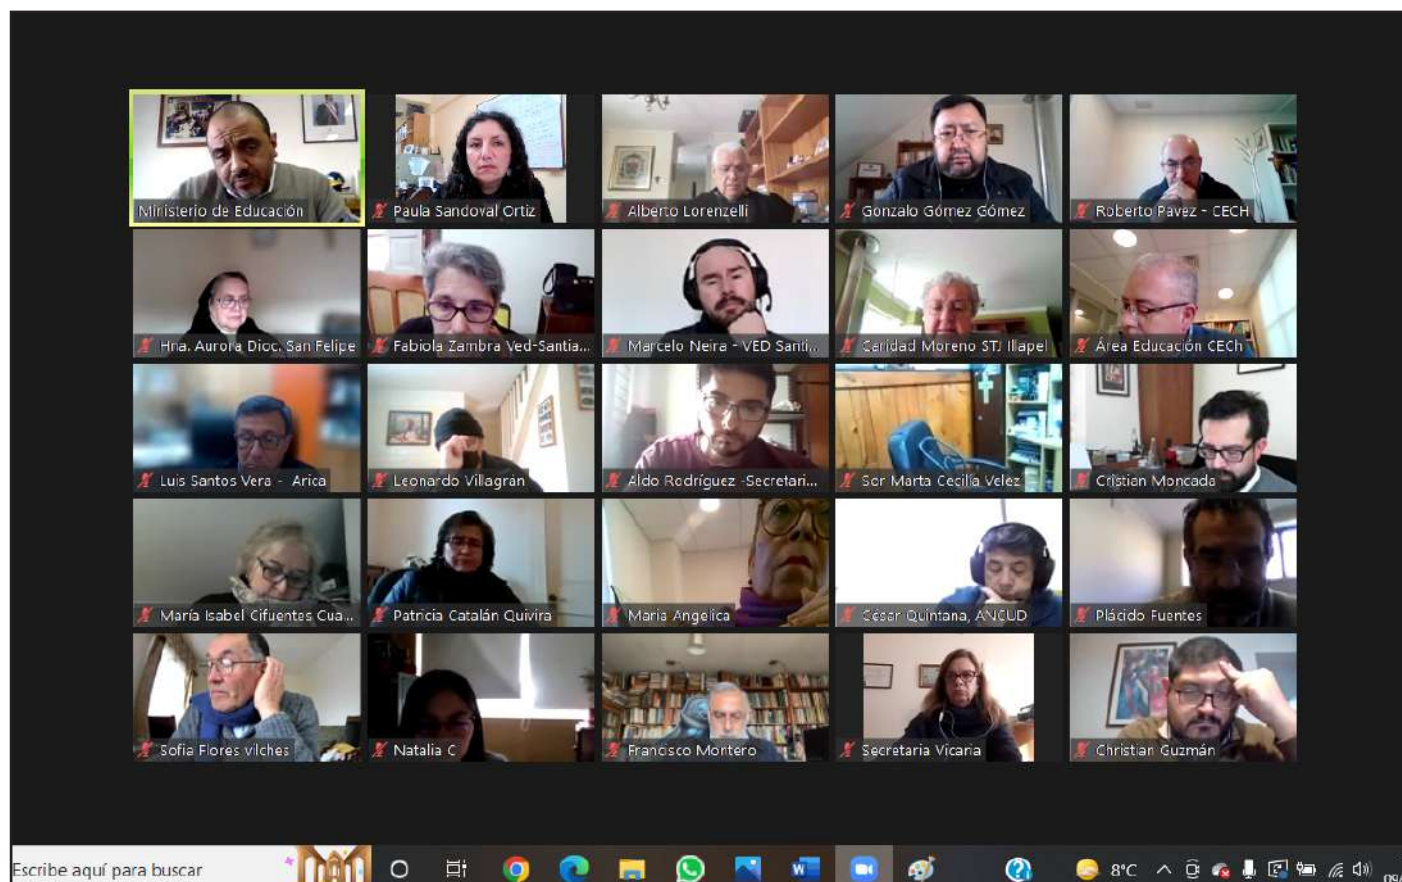 Ministerio de Educación
Paula Sandoval Ortiz
Alberto Lorenzelli
Gonzalo Gómez Gómez
Roberto Pavez - CECH
Hna. Aurora Dioc. San Felipe
Fabiola Zambra Ved-Santia...
Marcelo Neira - VED Santi...
Caridad Moreno STJ Illapel
Área Educación CECh
Luis Santos Vera - Arica
Leonardo Villagrán
Aldo Rodríguez -Secretari...
Sor Marta Cecilia Velez
Cristian Moncada
María Isabel Cifuentes Cua...
Patricia Catalán Quivira
Maria Angelica
César Quintana, ANCUD
Plácido Fuentes
Sofia Flores vilches
Natalia C
Francisco Montero
Secretaria Vicaria
Christian Guzmán
Escribe aquí para buscar
8°C